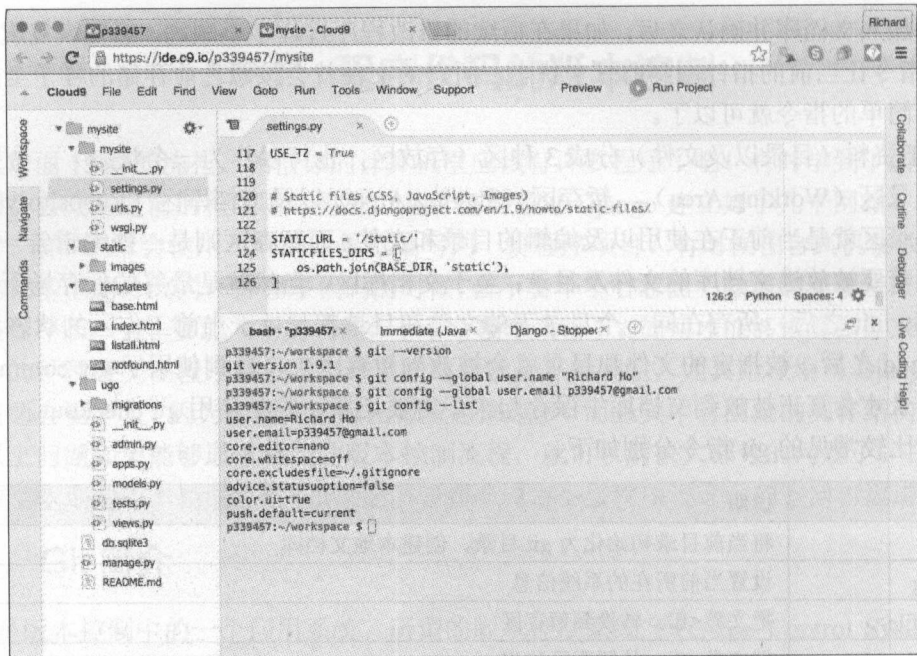 p339457
mysite - Cloud9
Richard
https://ide.c9.io/p339457/mysite
Cloud9 File Edit Find View Goto Run Tools Window Support Preview Run Project
Workspace
Navigate
Commands
mysite
mysite
__init__.py
settings.py
urls.py
wsgi.py
static
images
templates
base.html
index.html
listall.html
notfound.html
ugo
migrations
__init__.py
admin.py
apps.py
models.py
tests.py
views.py
db.sqlite3
manage.py
README.md
settings.py
117 USE_TZ = True
118
119
120 # Static files (CSS, JavaScript, Images)
121 # https://docs.djangoproject.com/en/1.9/howto/static-files/
122
123 STATIC_URL = '/static/'
124 STATICFILES_DIRS = [
125 os.path.join(BASE_DIR, 'static'),
126 ]
126:2 Python Spaces: 4
bash - "p339457-
Immediate (Java
Django - Stopped
p339457:~/workspace $ git --version
git version 1.9.1
p339457:~/workspace $ git config --global user.name "Richard Ho"
p339457:~/workspace $ git config --global user.email p339457@gmail.com
p339457:~/workspace $ git config --list
user.name=Richard Ho
user.email=p339457@gmail.com
core.editor=nano
core.whitespace=off
core.excludesfile=~/.gitignore
advice.statusuoption=false
color.ui=true
push.default=current
p339457:~/workspace $
Collaborate
Outline
Debugger
Live Coding Help